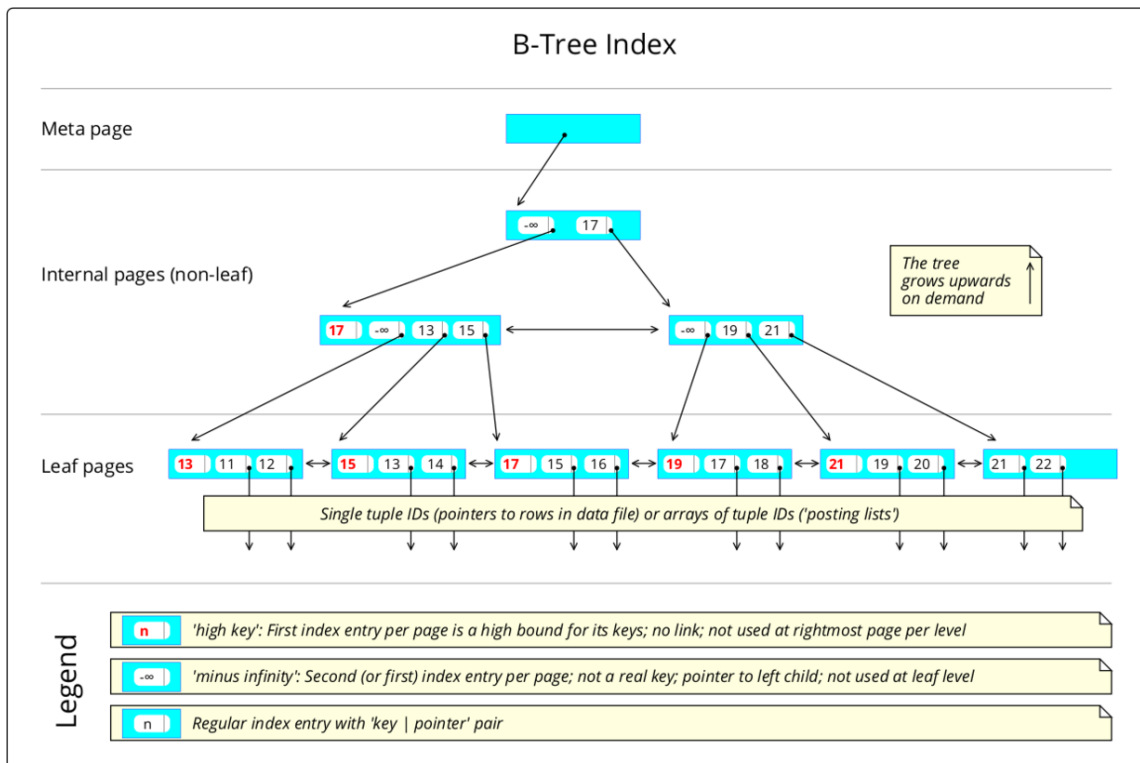 B-Tree Index
Meta page
-∞ 17
Internal pages (non-leaf)
The tree
grows upwards
on demand
17 -∞ 13 15
-∞ 19 21
Leaf pages
13 11 12
15 13 14
17 15 16
19 17 18
21 19 20
21 22
Single tuple IDs (pointers to rows in data file) or arrays of tuple IDs ('posting lists')
Legend
n 'high key': First index entry per page is a high bound for its keys; no link; not used at rightmost page per level
-∞ 'minus infinity': Second (or first) index entry per page; not a real key; pointer to left child; not used at leaf level
n Regular index entry with 'key | pointer' pair